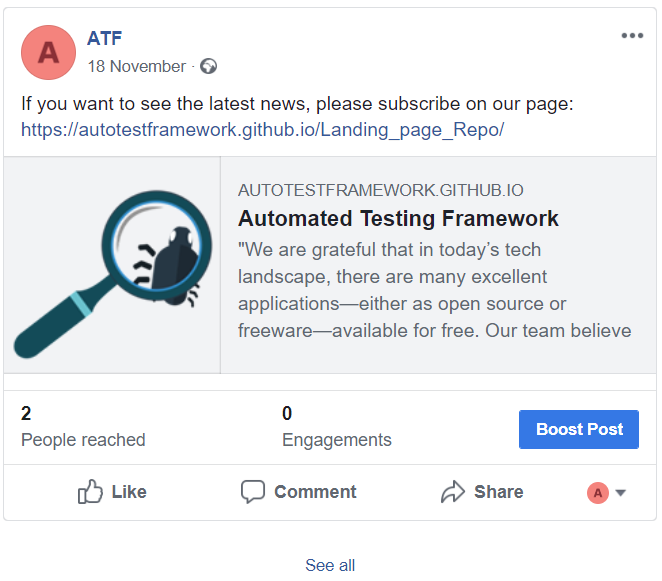 A
ATF
18 November ·
If you want to see the latest news, please subscribe on our page:
https://autotestframework.github.io/Landing_page_Repo/
AUTOTESTFRAMEWORK.GITHUB.IO
Automated Testing Framework
"We are grateful that in today’s tech
landscape, there are many excellent
applications—either as open source or
freeware—available for free. Our team believe
2
People reached
0
Engagements
Boost Post
Like
Comment
Share
A
See all